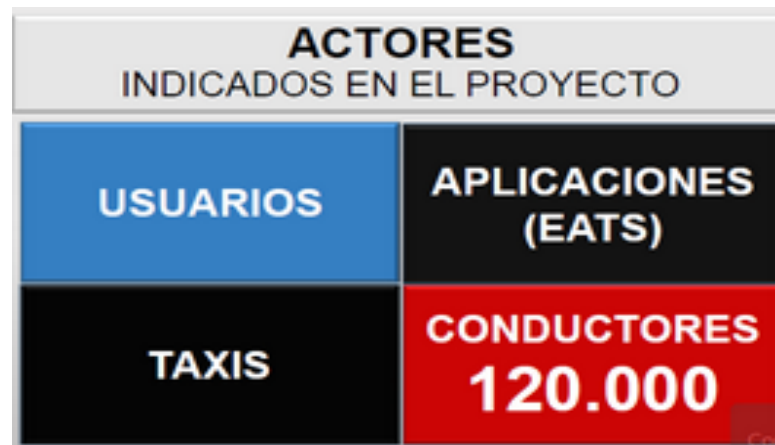 ACTORES
INDICADOS EN EL PROYECTO
USUARIOS
APLICACIONES
(EATS)
TAXIS
CONDUCTORES
120.000